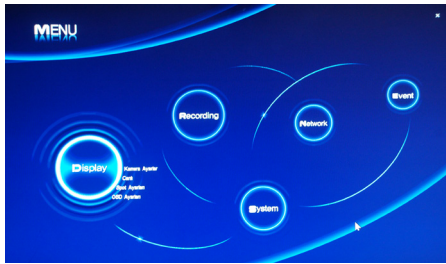 MENU
x
Event
Recording
Network
Display
Kamera Ayarları
Canlı
Spot Ayarları
OSD Ayarları
System